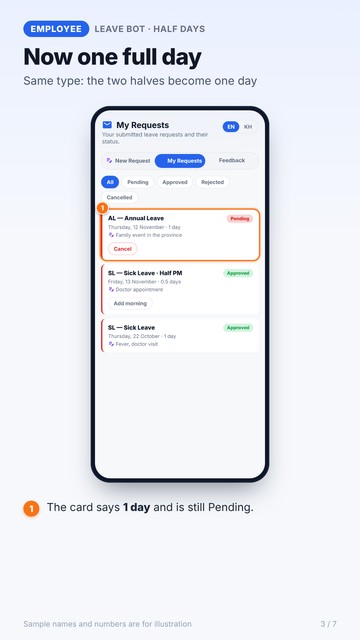 EMPLOYEE LEAVE BOT · HALF DAYS
Now one full day
Same type: the two halves become one day
My Requests EN KH
Your submitted leave requests and their
status.
New Request My Requests Feedback
All Pending Approved Rejected
Cancelled
1
AL — Annual Leave Pending
Thursday, 12 November · 1 day
Family event in the province
Cancel
SL — Sick Leave · Half PM Approved
Friday, 13 November · 0.5 days
Doctor appointment
Add morning
SL — Sick Leave Approved
Thursday, 22 October · 1 day
Fever, doctor visit
1 The card says 1 day and is still Pending.
Sample names and numbers are for illustration 3 / 7